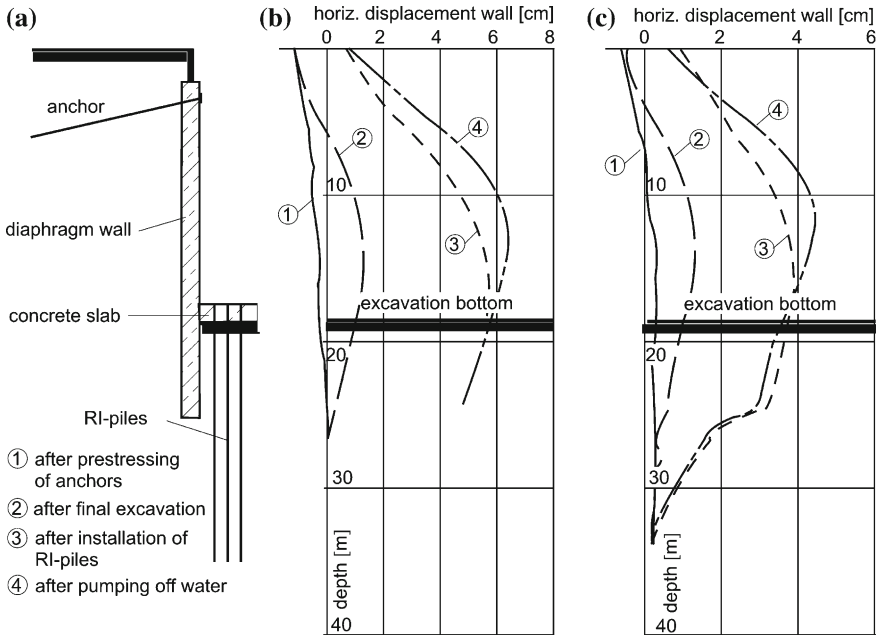 (a)
anchor
diaphragm wall
concrete slab
RI-piles
① after prestressing
of anchors
② after final excavation
③ after installation of
RI-piles
④ after pumping off water
(b)
horiz. displacement wall [cm]
0 2 4 6 8
②
④
10
①
③
excavation bottom
20
30
depth [m]
40
(c)
horiz. displacement wall [cm]
0 2 4 6
④
②
①
10
③
excavation bottom
20
30
depth [m]
40